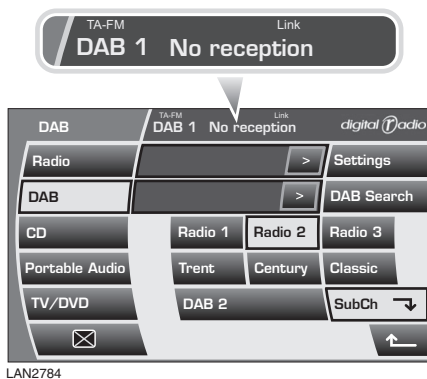 TA-FM Link
DAB 1 No reception
TA-FM Link
DAB DAB 1 No reception digital radio
Radio > Settings
DAB > DAB Search
CD Radio 1 Radio 2 Radio 3
Portable Audio Trent Century Classic
TV/DVD DAB 2 SubCh
LAN2784